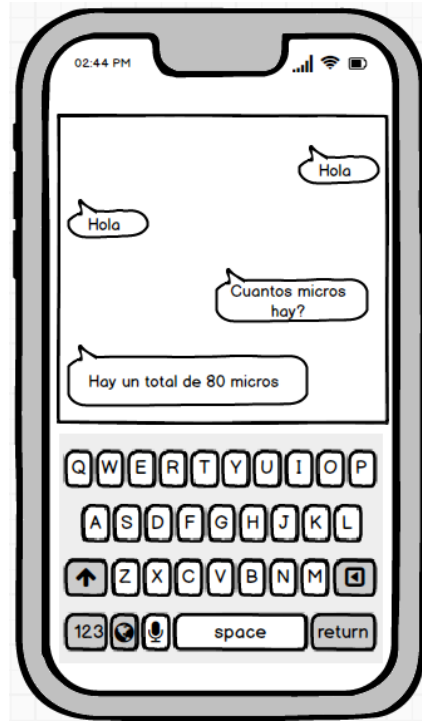 02:44 PM
Hola
Hola
Cuantos micros
hay?
Hay un total de 80 micros
Q W E R T Y U I O P
A S D F G H J K L
Z X C V B N M
123 space return